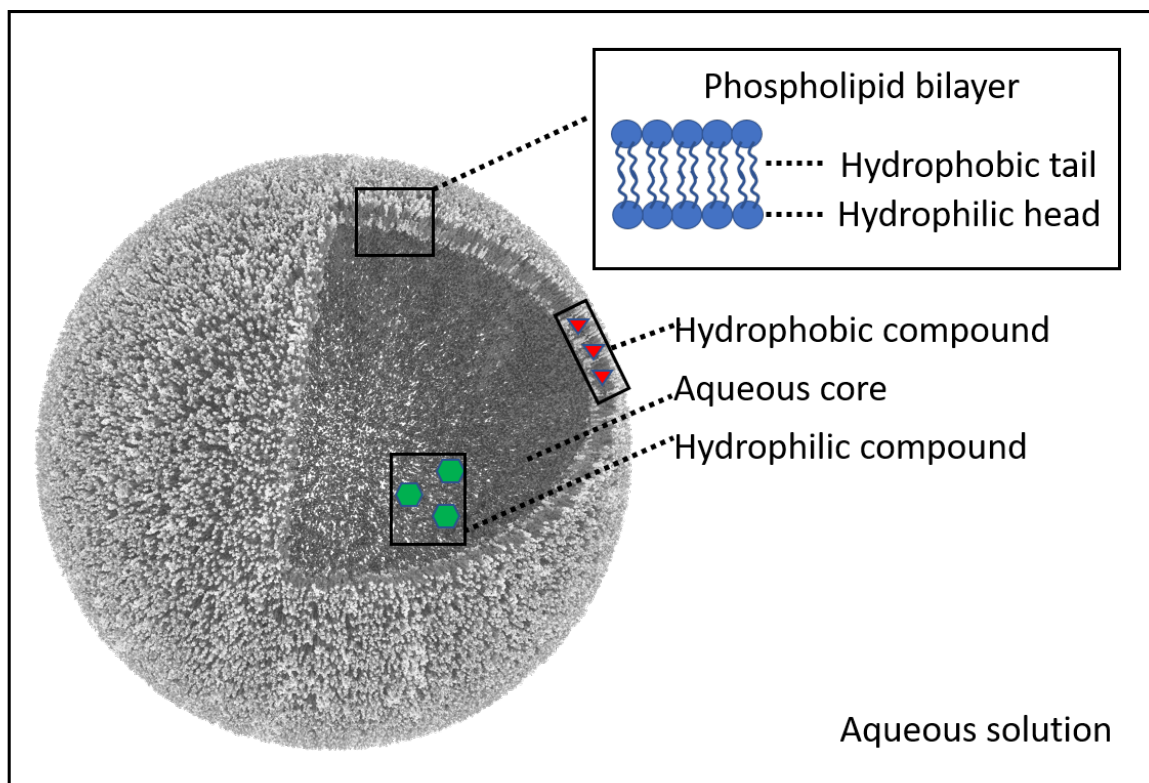 Phospholipid bilayer
Hydrophobic tail
Hydrophilic head
Hydrophobic compound
Aqueous core
Hydrophilic compound
Aqueous solution